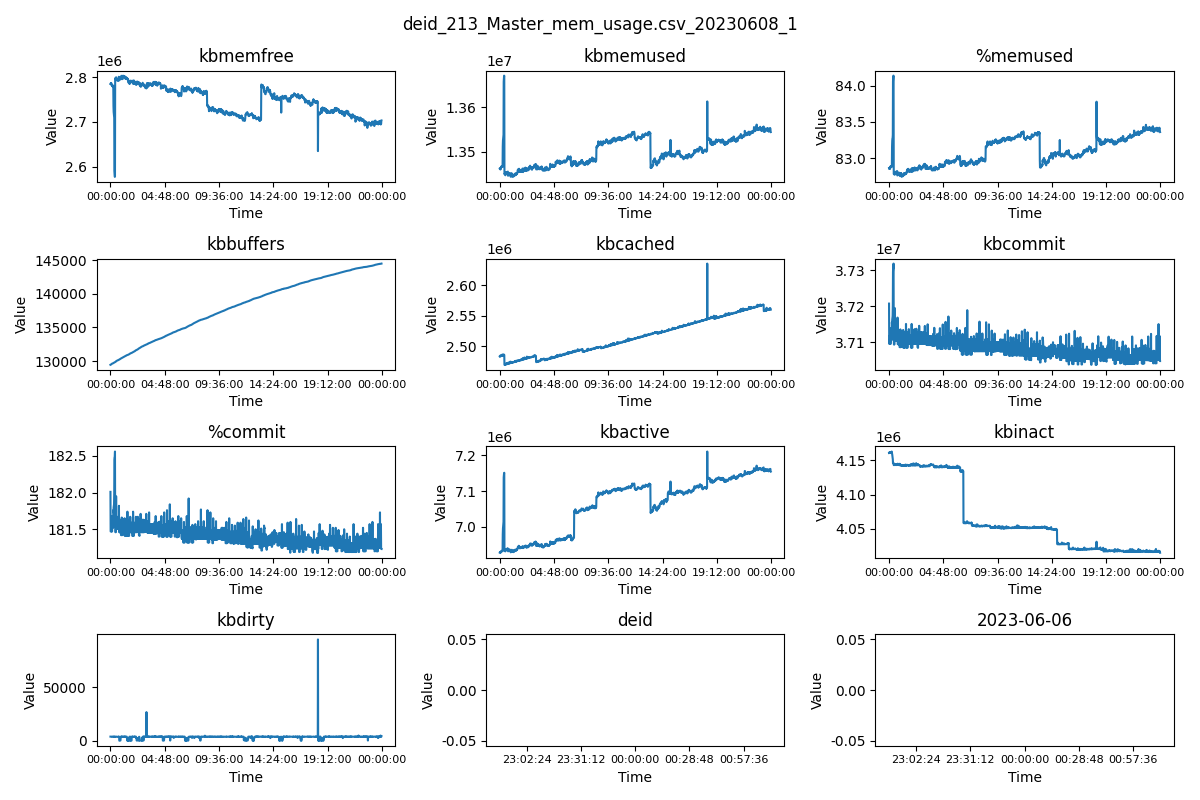 deid_213_Master_mem_usage.csv_20230608_1
kbmemfree
1e6
2.8
2.7
2.6
Value
00:00:00 04:48:00 09:36:00 14:24:00 19:12:00 00:00:00
Time
kbmemused
1e7
1.36
1.35
Value
00:00:00 04:48:00 09:36:00 14:24:00 19:12:00 00:00:00
Time
%memused
84.0
83.5
83.0
Value
00:00:00 04:48:00 09:36:00 14:24:00 19:12:00 00:00:00
Time
kbbuffers
145000
140000
135000
130000
Value
00:00:00 04:48:00 09:36:00 14:24:00 19:12:00 00:00:00
Time
kbcached
1e6
2.60
2.55
2.50
Value
00:00:00 04:48:00 09:36:00 14:24:00 19:12:00 00:00:00
Time
kbcommit
1e7
3.73
3.72
3.71
Value
00:00:00 04:48:00 09:36:00 14:24:00 19:12:00 00:00:00
Time
%commit
182.5
182.0
181.5
Value
00:00:00 04:48:00 09:36:00 14:24:00 19:12:00 00:00:00
Time
kbactive
1e6
7.2
7.1
7.0
Value
00:00:00 04:48:00 09:36:00 14:24:00 19:12:00 00:00:00
Time
kbinact
1e6
4.15
4.10
4.05
Value
00:00:00 04:48:00 09:36:00 14:24:00 19:12:00 00:00:00
Time
kbdirty
50000
0
Value
00:00:00 04:48:00 09:36:00 14:24:00 19:12:00 00:00:00
Time
deid
0.05
0.00
-0.05
Value
23:02:24 23:31:12 00:00:00 00:28:48 00:57:36
Time
2023-06-06
0.05
0.00
-0.05
Value
23:02:24 23:31:12 00:00:00 00:28:48 00:57:36
Time